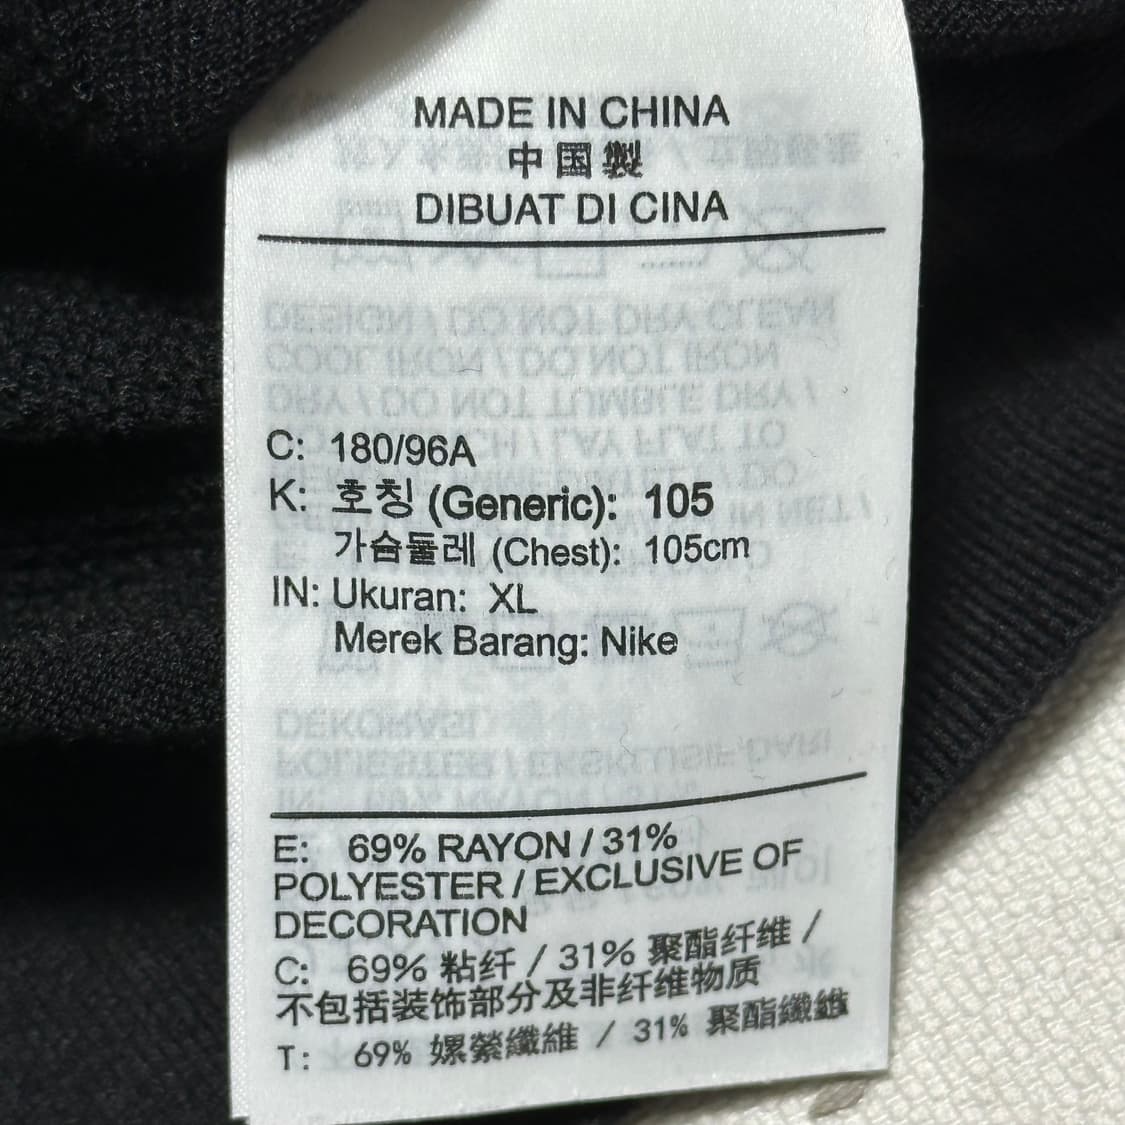 MADE IN CHINA
中国製
DIBUAT DI CINA
C: 180/96A
K: 호칭 (Generic): 105
가슴둘레 (Chest): 105cm
IN: Ukuran: XL
Merek Barang: Nike
E: 69% RAYON / 31%
POLYESTER / EXCLUSIVE OF
DECORATION
C: 69% 粘纤 / 31% 聚酯纤维 /
不包括装饰部分及非纤维物质
T: 69% 嫘縈纖維 / 31% 聚酯纖維